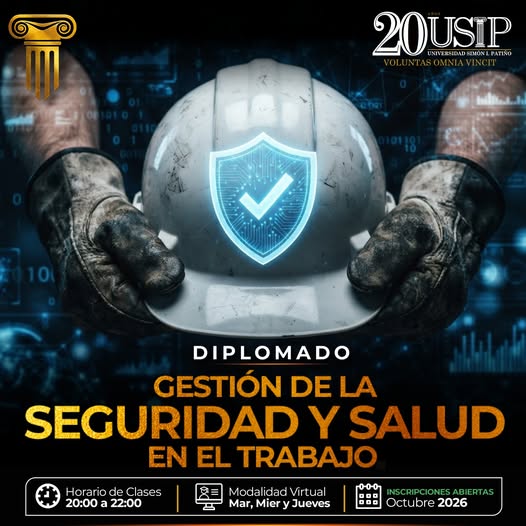 20 USIP
UNIVERSIDAD SIMÓN I. PATIÑO
VOLUNTAS OMNIA VINCIT
DIPLOMADO
GESTIÓN DE LA
SEGURIDAD Y SALUD
EN EL TRABAJO
Horario de Clases
20:00 a 22:00
Modalidad Virtual
Mar, Mier y Jueves
INSCRIPCIONES ABIERTAS
Octubre 2026